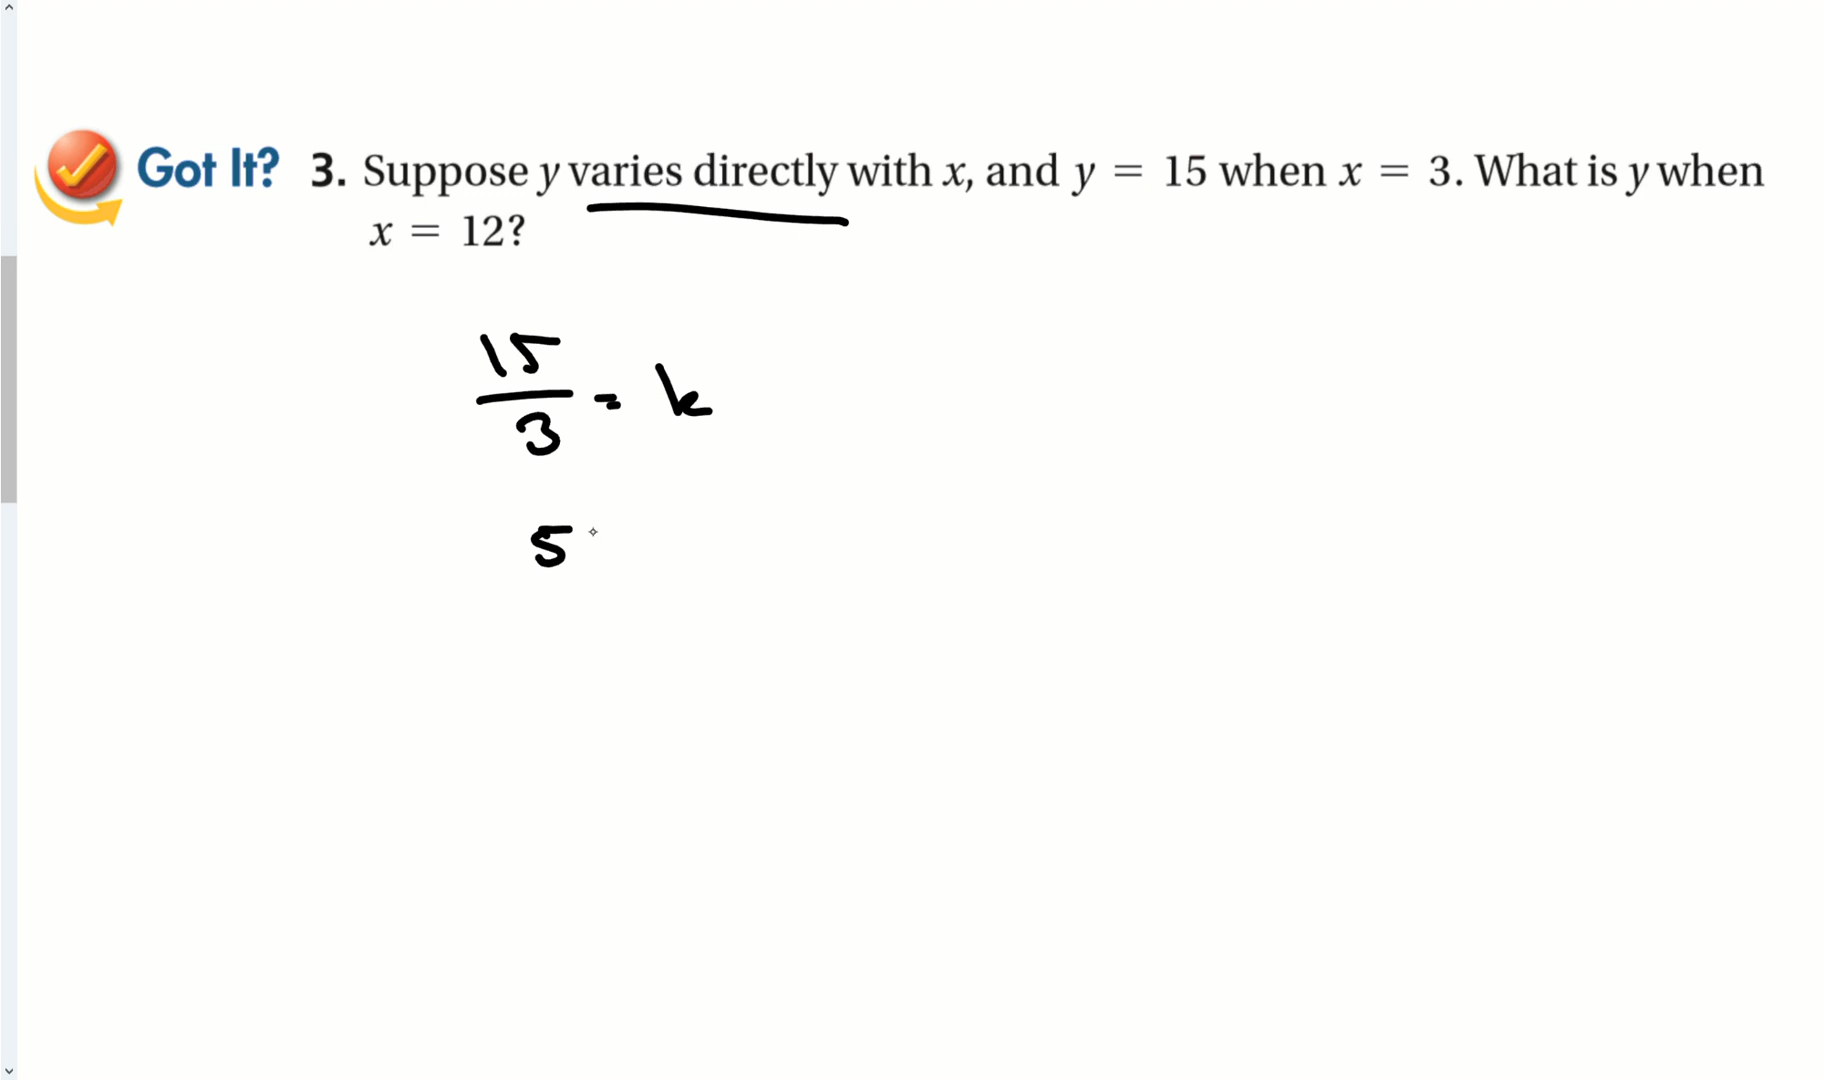 Got It? 3. Suppose y varies directly with x, and y = 15 when x = 3. What is y when
x = 12?
15
3 = k
5